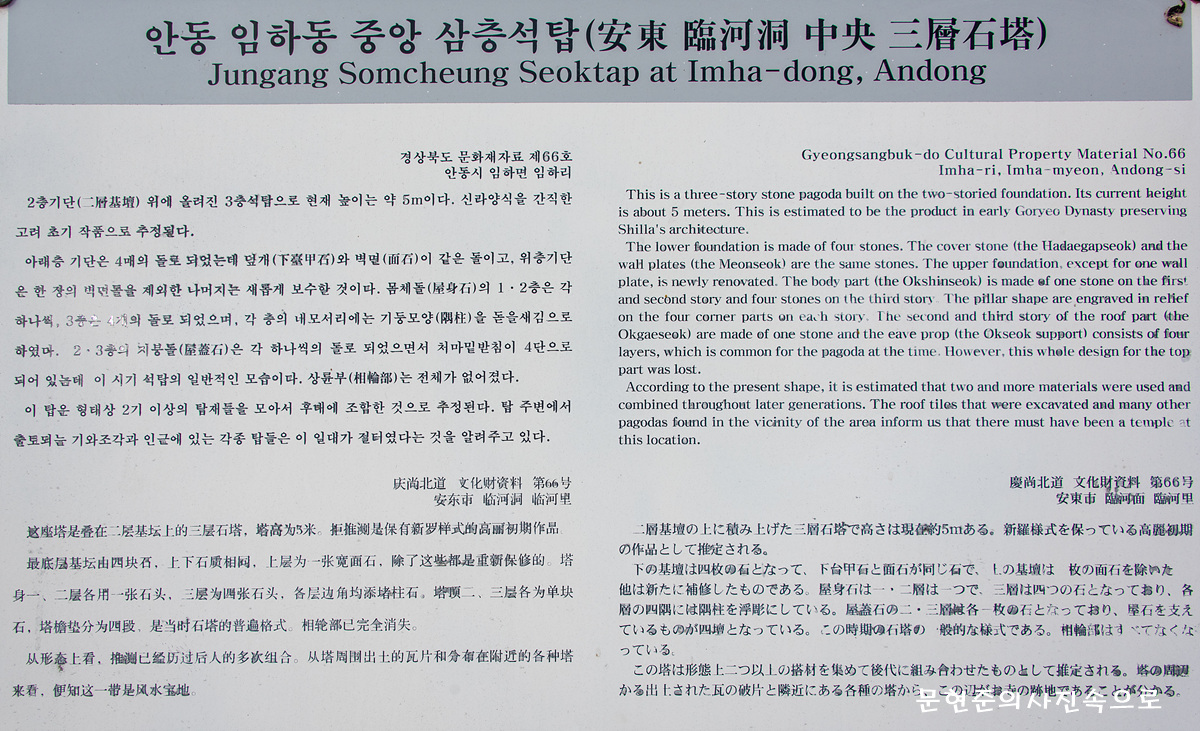 안동 임하동 중앙 삼층석탑(安東 臨河洞 中央 三層石塔)
Jungang Somcheung Seoktap at Imha-dong, Andong
경상북도 문화재자료 제66호
안동시 임하면 임하리
2층기단(二層基壇) 위에 올려진 3층석탑으로 현재 높이는 약 5m이다. 신라양식을 간직한
고려 초기 작품으로 추정된다.
아래층 기단은 4매의 돌로 되었는데 덮개(下臺甲石)와 벽면(面石)이 같은 돌이고, 위층기단
은 한 장의 벽면돌을 제외한 나머지는 새롭게 보수한 것이다. 몸체돌(屋身石)의 1·2층은 각
하나씩, 3층은 4개의 돌로 되었으며, 각 층의 네모서리에는 기둥모양(隅柱)을 돋을새김으로
하였다. 2·3층의 지붕돌(屋蓋石)은 각 하나씩의 돌로 되었으면서 처마밑받침이 4단으로
되어 있는데 이 시기 석탑의 일반적인 모습이다. 상륜부(相輪部)는 전체가 없어졌다.
이 탑은 형태상 2기 이상의 탑재들을 모아서 후대에 조합한 것으로 추정된다. 탑 주변에서
출토되는 기와조각과 인근에 있는 각종 탑들은 이 일대가 절터였다는 것을 알려주고 있다.
Gyeongsangbuk-do Cultural Property Material No.66
Imha-ri, Imha-myeon, Andong-si
This is a three-story stone pagoda built on the two-storied foundation. Its current height
is about 5 meters. This is estimated to be the product in early Goryeo Dynasty preserving
Shilla's architecture.
The lower foundation is made of four stones. The cover stone (the Hadaegapseok) and the
wall plates (the Meonseok) are the same stones. The upper foundation, except for one wall
plate, is newly renovated. The body part (the Okshinseok) is made of one stone on the first
and second story and four stones on the third story. The pillar shape are engraved in relief
on the four corner parts on each story. The second and third story of the roof part (the
Okgaeseok) are made of one stone and the eave prop (the Okseok support) consists of four
layers, which is common for the pagoda at the time. However, this whole design for the top
part was lost.
According to the present shape, it is estimated that two and more materials were used and
combined throughout later generations. The roof tiles that were excavated and many other
pagodas found in the vicinity of the area inform us that there must have been a temple at
this location.
庆尚北道 文化财资料 第66号
安东市 临河洞 临河里
这座塔是叠在二层基坛上的三层石塔，塔高为5米。据推测是保有新罗样式的高丽初期作品
最底层基坛由四块石，上下石质相同，上层为一张宽面石，除了这些都是重新保修的。塔
身一、二层各用一张石头，三层为四张石头，各层边角均添堵柱石。塔顶二、三层各为单块
石，塔檐垫分为四段，是当时石塔的普遍格式。相轮部已完全消失。
从形态上看，推测已经历过后人的多次组合。从塔周围出土的瓦片和分布在附近的各种塔
来看，便知这一带是风水宝地。
慶尚北道 文化財資料 第66号
安東市 臨河面 臨河里
二層基壇の上に積み上げた三層石塔で高さは現在約5mある。新羅様式を保っている高麗初期
の作品として推定される。
下の基壇は四枚の石となって、下台甲石と面石が同じ石で、上の基壇は 枚の面石を除いた
他は新たに補修したものである。屋身石は一・二層は一つで、三層は四つの石となっており、各
層の四隅には隅柱を浮彫にしている。屋蓋石の二・三層は各一枚の石となっており、屋石を支え
ているものが四壇となっている。この時期の石塔の一般的な様式である。相輪部はすべてなくな
っている。
この塔は形態上二つ以上の搭材を集めて後代に組み合わせたものとして推定される。塔の周辺
から出土された瓦の破片と隣近にある各種の塔から、この辺がお寺の跡地であることが分かる。
문현준의사진속으로